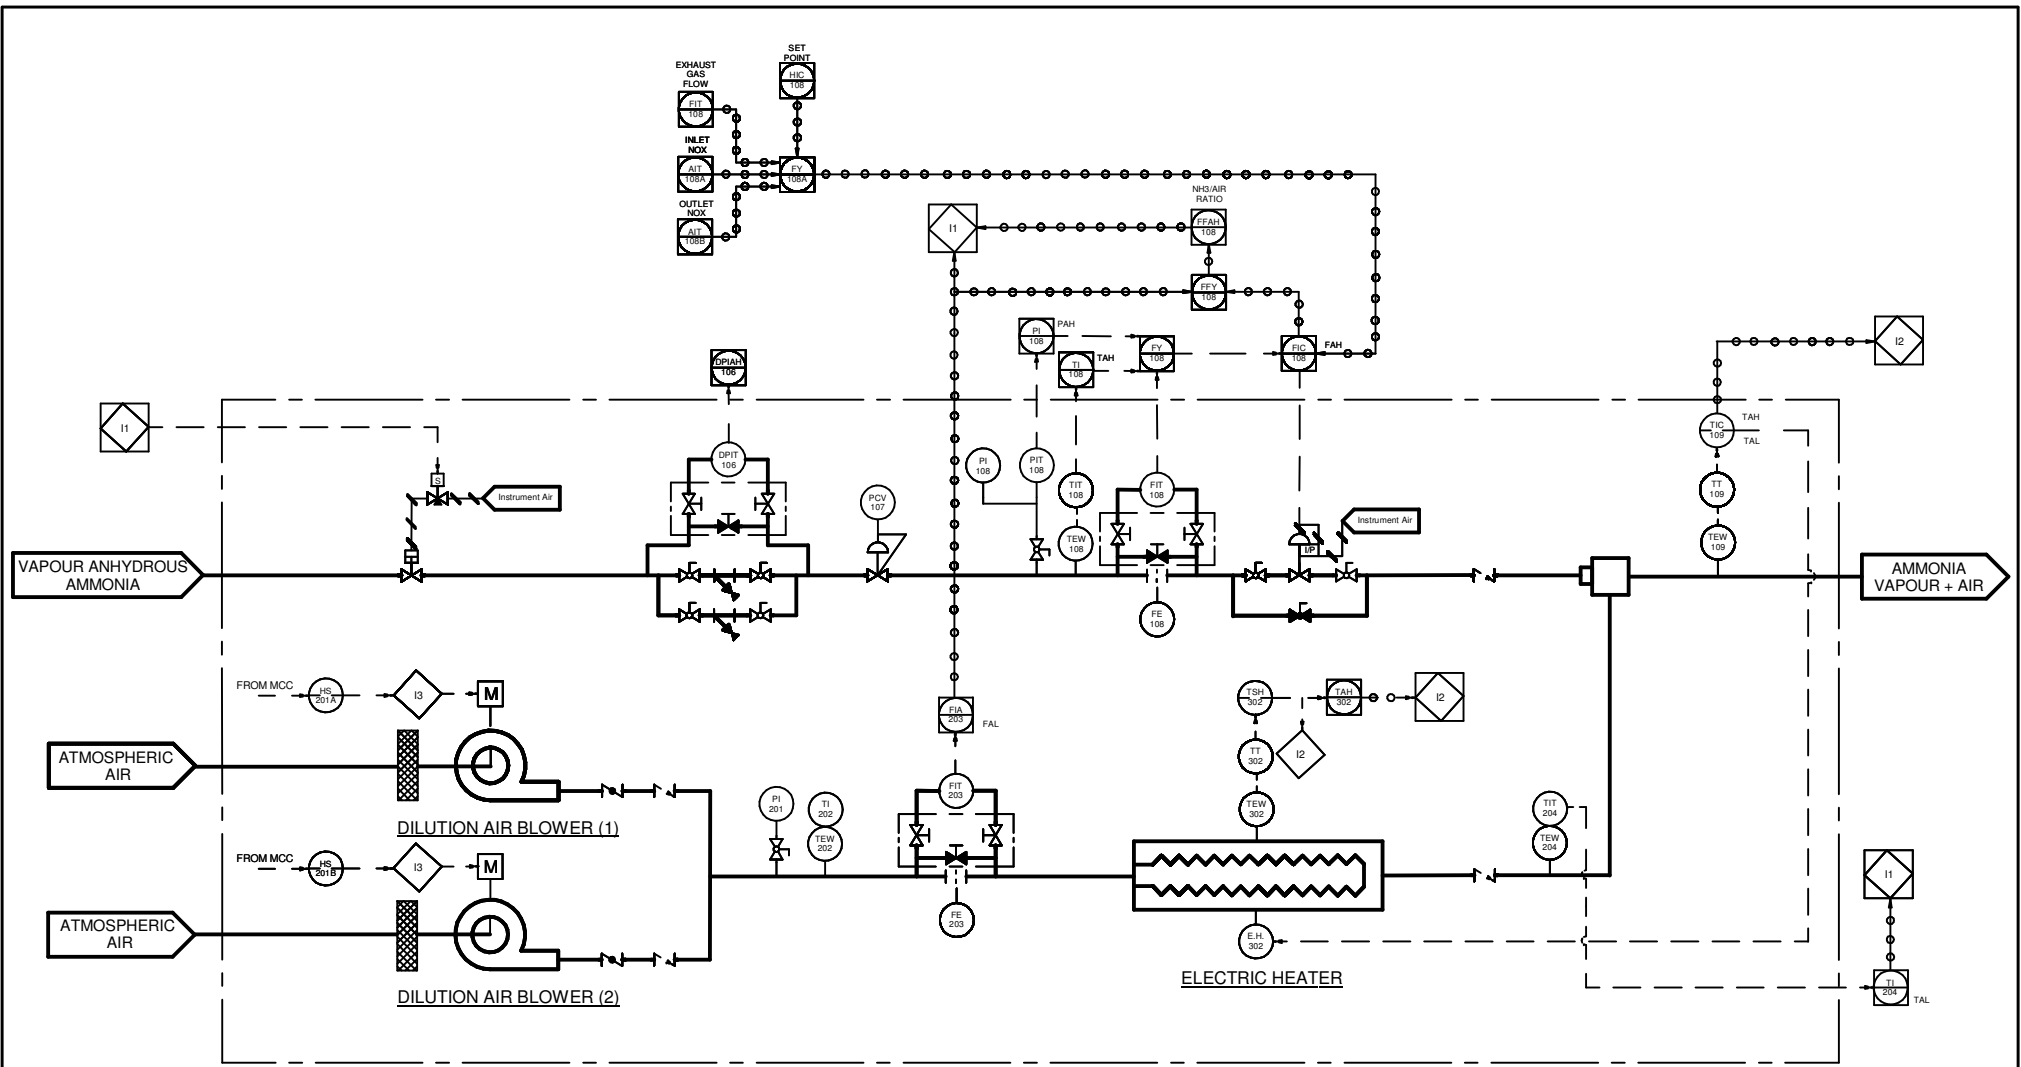 SET
POINT
HIC
108
EXHAUST
GAS
FLOW
FIT
108
INLET
NOX
AIT
108A
FY
108A
OUTLET
NOX
AIT
108B
NH3/AIR
RATIO
FFAH
108
I1
FFY
108
PI
108
PAH
TI
108
TAH
FY
108
FIC
108
FAH
I2
DPIAH
106
I1
TIC
109
TAH
TAL
DPIT
106
PI
108
PIT
108
TIT
108
FIT
108
TT
109
S
Instrument Air
PCV
107
Instrument Air
I/P
TEW
108
TEW
109
VAPOUR ANHYDROUS
AMMONIA
AMMONIA
VAPOUR + AIR
FE
108
FROM MCC
HS
201A
I3
M
TSH
302
TAH
302
I2
FIA
203
FAL
ATMOSPHERIC
AIR
TT
302
I2
FIT
203
PI
201
TI
202
TEW
202
TEW
302
TIT
204
TEW
204
DILUTION AIR BLOWER (1)
FROM MCC
HS
201B
I3
M
I1
ATMOSPHERIC
AIR
FE
203
E.H.
302
ELECTRIC HEATER
DILUTION AIR BLOWER (2)
TI
204
TAL